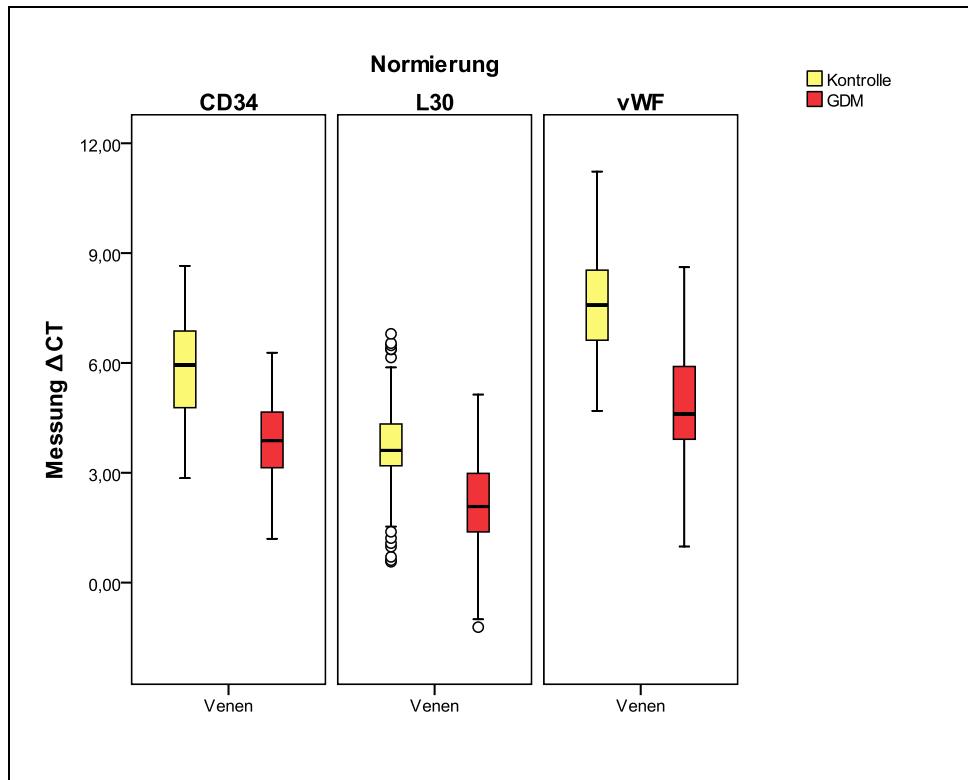 Normierung
CD34 L30 vWF
Kontrolle
GDM
12,00
9,00
6,00
3,00
0,00
Messung ΔCT
Venen Venen Venen